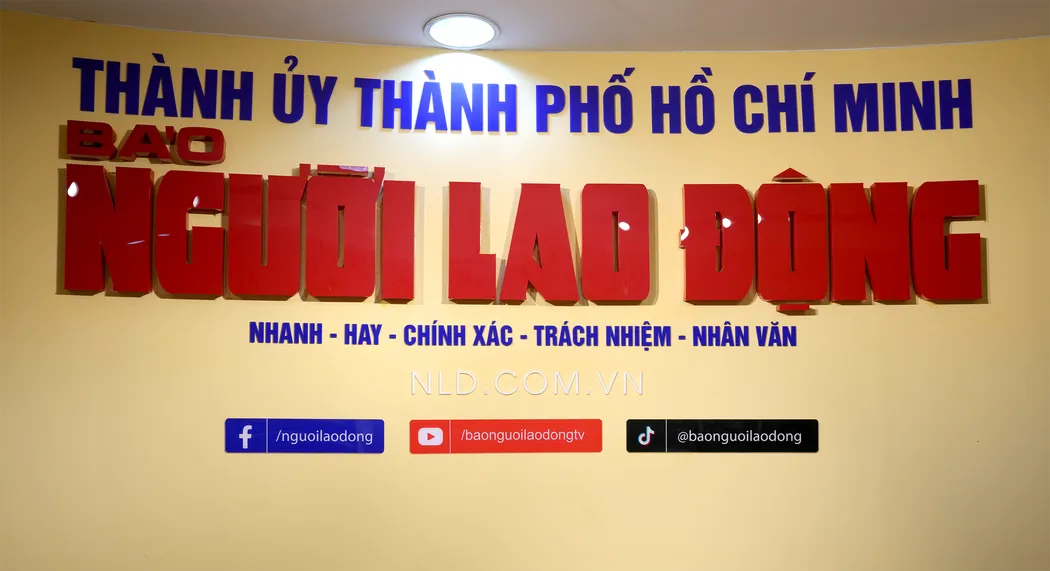 THÀNH ỦY THÀNH PHỐ HỒ CHÍ MINH
BÁO
NGƯỜI LAO ĐỘNG
NHANH - HAY - CHÍNH XÁC - TRÁCH NHIỆM - NHÂN VĂN
NLD.COM.VN
/nguoilaodong
/baonguoilaodongtv
@baonguoilaodong